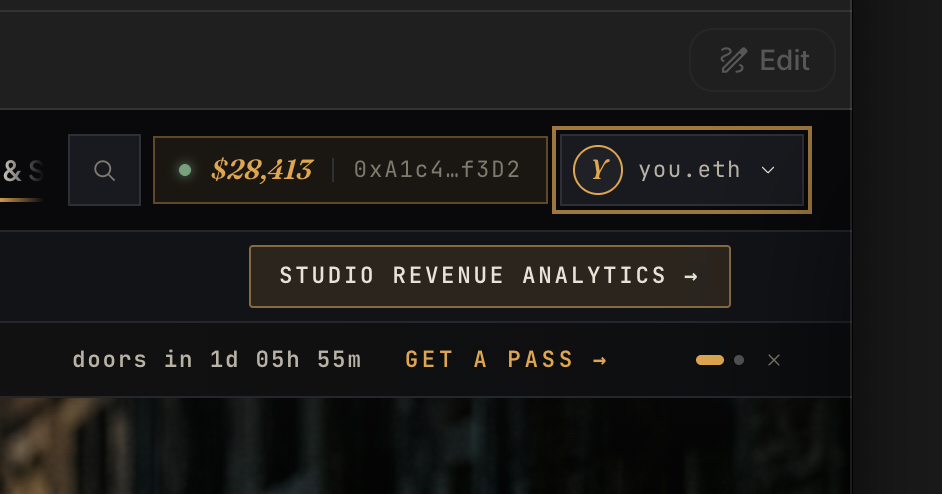 Edit
& S
$28,413 0xA1c4…f3D2 Y you.eth
STUDIO REVENUE ANALYTICS →
doors in 1d 05h 55m GET A PASS →